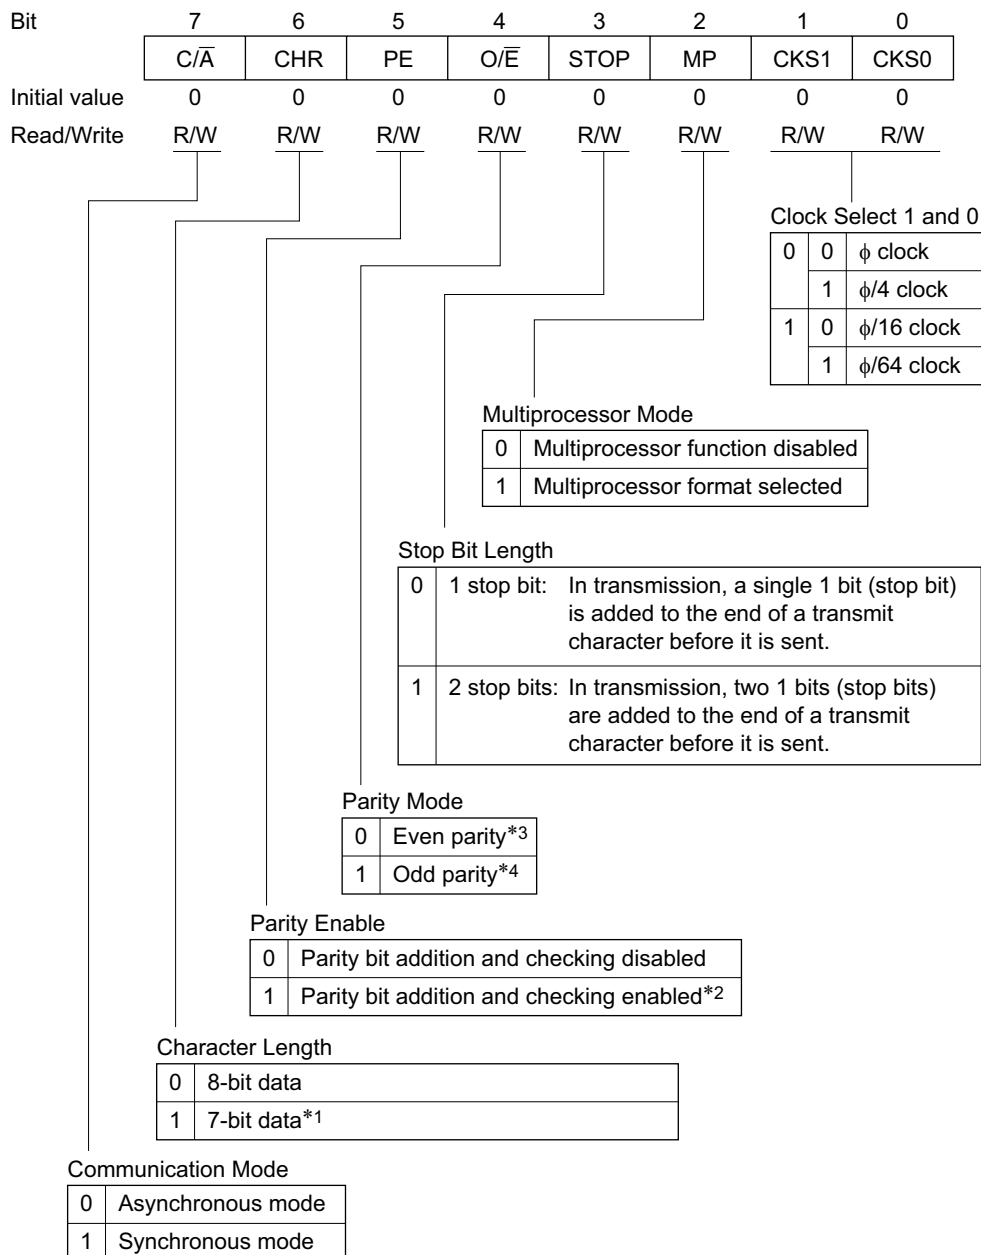 Bit 7 6 5 4 3 2 1 0
C/A̅ CHR PE O/E̅ STOP MP CKS1 CKS0
Initial value 0 0 0 0 0 0 0 0
Read/Write R/W R/W R/W R/W R/W R/W R/W R/W
Clock Select 1 and 0
0 0 ϕ clock
1 ϕ/4 clock
1 0 ϕ/16 clock
1 ϕ/64 clock
Multiprocessor Mode
0 Multiprocessor function disabled
1 Multiprocessor format selected
Stop Bit Length
0 1 stop bit: In transmission, a single 1 bit (stop bit)
is added to the end of a transmit
character before it is sent.
1 2 stop bits: In transmission, two 1 bits (stop bits)
are added to the end of a transmit
character before it is sent.
Parity Mode
0 Even parity*3
1 Odd parity*4
Parity Enable
0 Parity bit addition and checking disabled
1 Parity bit addition and checking enabled*2
Character Length
0 8-bit data
1 7-bit data*1
Communication Mode
0 Asynchronous mode
1 Synchronous mode